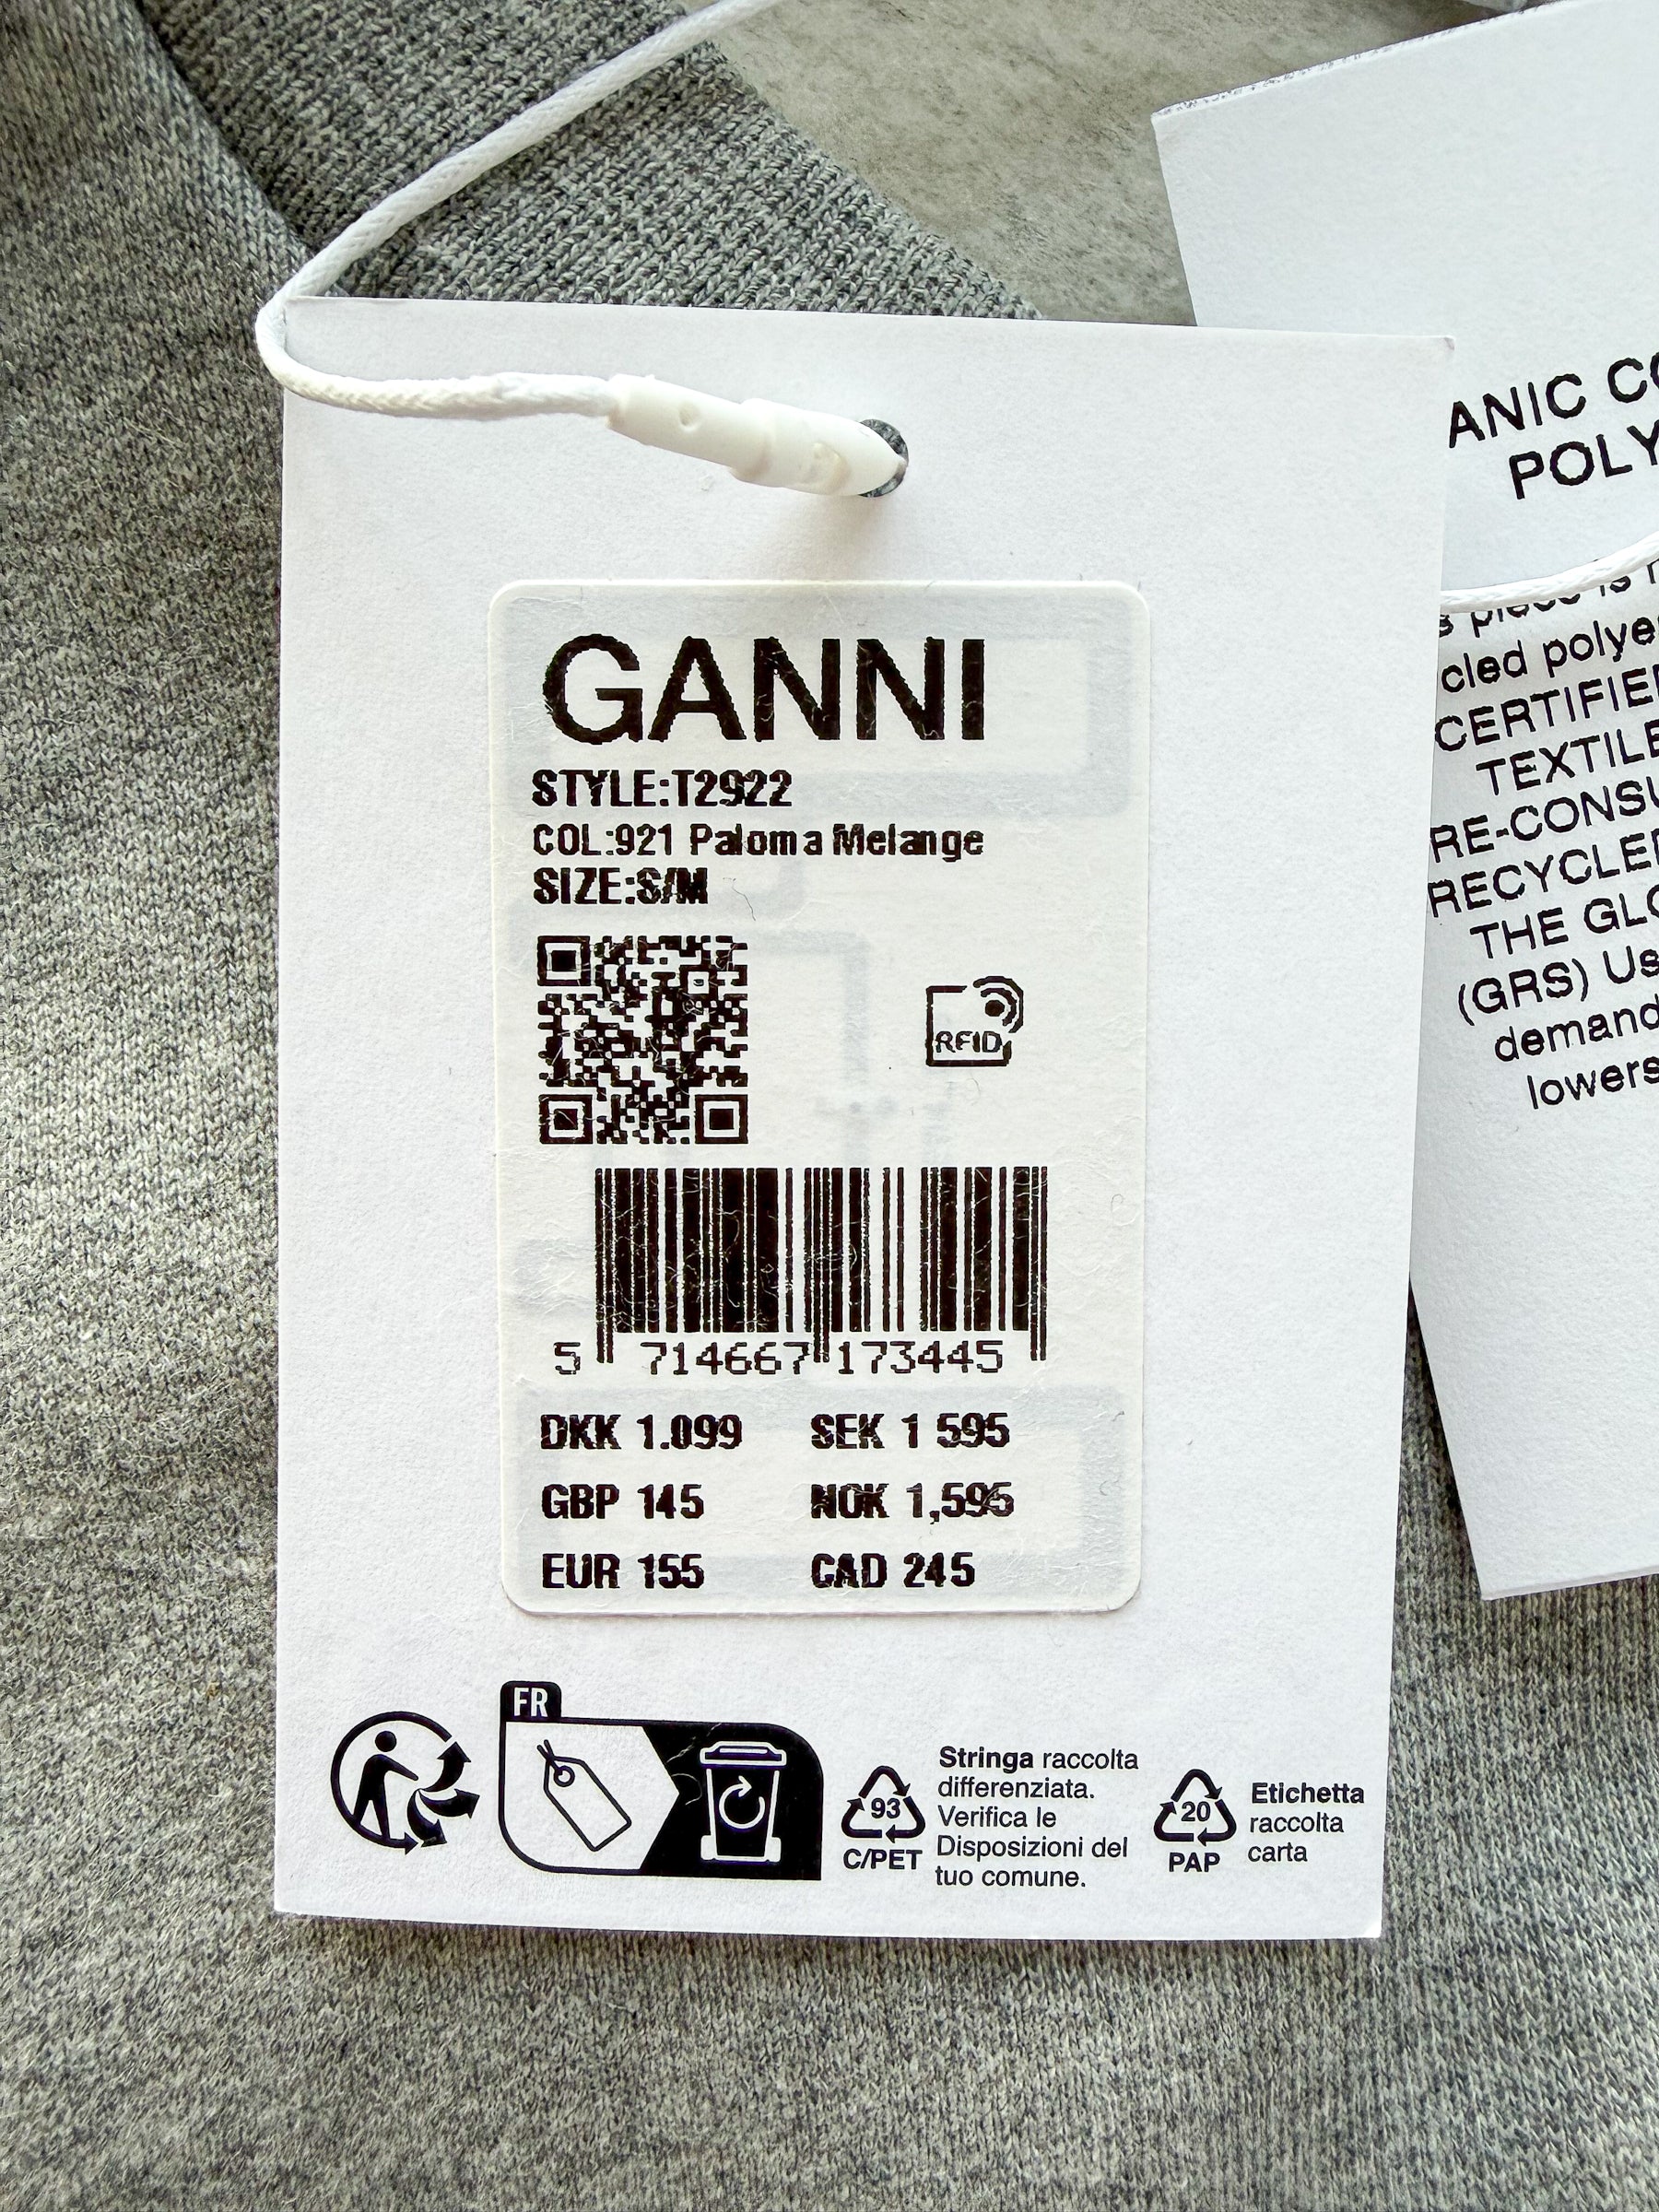 GANNI
STYLE:T2922
COL:921 Paloma Melange
SIZE:S/M
RFID
5 714667 173445
DKK 1.099 SEK 1 595
GBP 145 NOK 1,595
EUR 155 CAD 245
FR
93
C/PET
Stringa raccolta
differenziata.
Verifica le
Disposizioni del
tuo comune.
20
PAP
Etichetta
raccolta
carta
ANIC CO
POLY
piece is
cled polye
CERTIFIE
TEXTILE
RE-CONSU
RECYCLE
THE GLO
(GRS) Us
demand
lowers